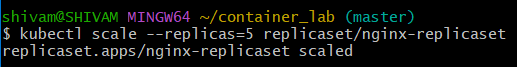 shivam@SHIVAM MINGW64 ~/container_lab (master)
$ kubectl scale --replicas=5 replicaset/nginx-replicaset
replicaset.apps/nginx-replicaset scaled